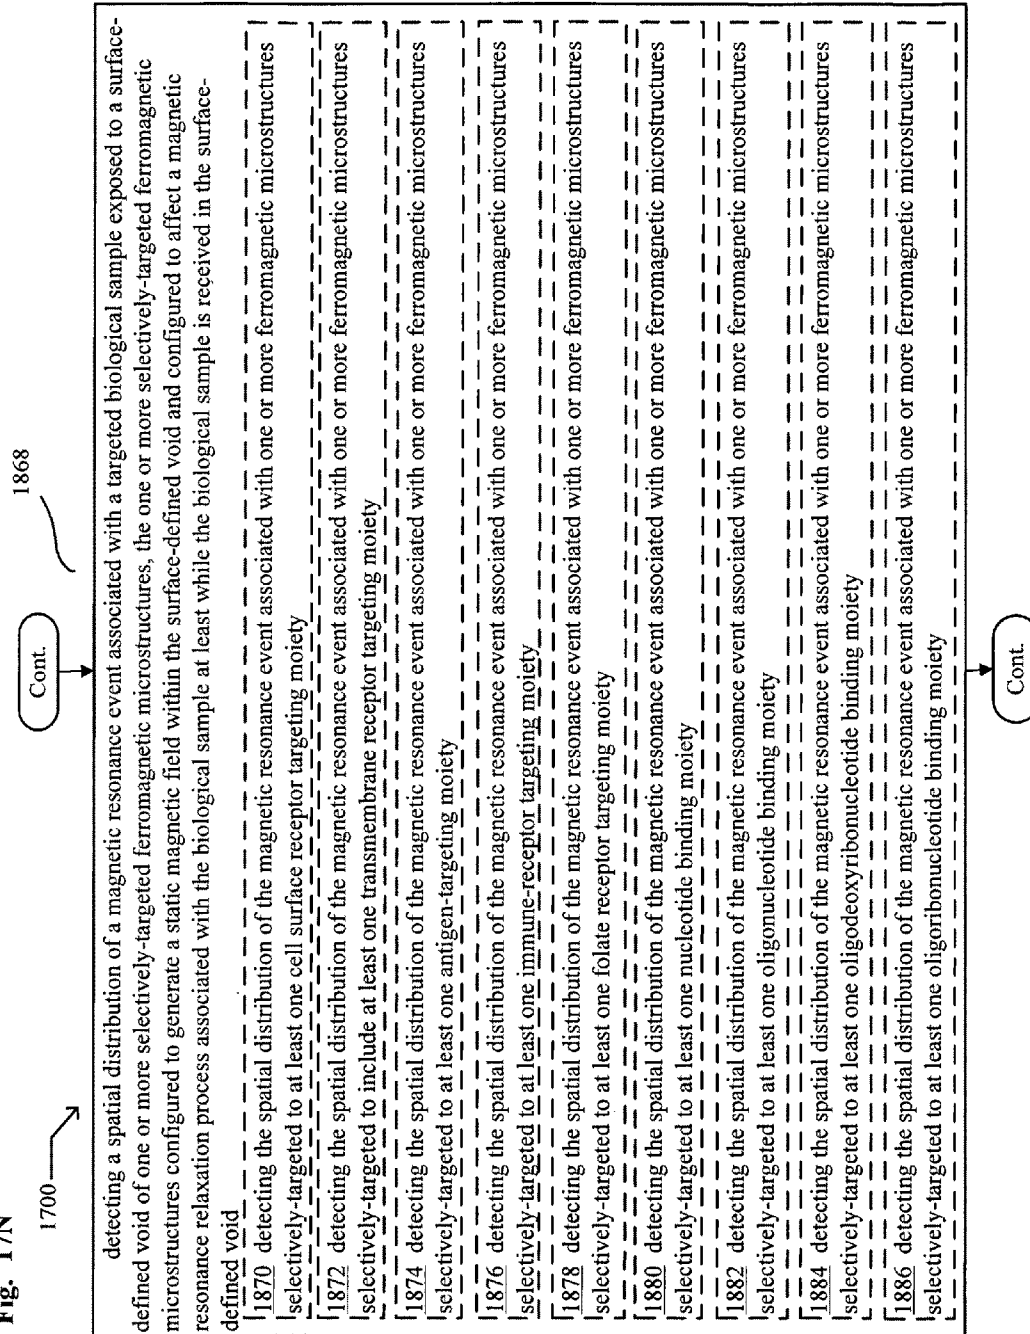 Fig. 17N
1700
1868
Cont.
detecting a spatial distribution of a magnetic resonance event associated with a targeted biological sample exposed to a surface-
defined void of one or more selectively-targeted ferromagnetic microstructures, the one or more selectively-targeted ferromagnetic
microstructures configured to generate a static magnetic field within the surface-defined void and configured to affect a magnetic
resonance relaxation process associated with the biological sample at least while the biological sample is received in the surface-
defined void
1870 detecting the spatial distribution of the magnetic resonance event associated with one or more ferromagnetic microstructures
selectively-targeted to at least one cell surface receptor targeting moiety
1872 detecting the spatial distribution of the magnetic resonance event associated with one or more ferromagnetic microstructures
selectively-targeted to include at least one transmembrane receptor targeting moiety
1874 detecting the spatial distribution of the magnetic resonance event associated with one or more ferromagnetic microstructures
selectively-targeted to at least one antigen-targeting moiety
1876 detecting the spatial distribution of the magnetic resonance event associated with one or more ferromagnetic microstructures
selectively-targeted to at least one immune-receptor targeting moiety
1878 detecting the spatial distribution of the magnetic resonance event associated with one or more ferromagnetic microstructures
selectively-targeted to at least one folate receptor targeting moiety
1880 detecting the spatial distribution of the magnetic resonance event associated with one or more ferromagnetic microstructures
selectively-targeted to at least one nucleotide binding moiety
1882 detecting the spatial distribution of the magnetic resonance event associated with one or more ferromagnetic microstructures
selectively-targeted to at least one oligonucleotide binding moiety
1884 detecting the spatial distribution of the magnetic resonance event associated with one or more ferromagnetic microstructures
selectively-targeted to at least one oligodeoxyribonucleotide binding moiety
1886 detecting the spatial distribution of the magnetic resonance event associated with one or more ferromagnetic microstructures
selectively-targeted to at least one oligoribonucleotide binding moiety
Cont.